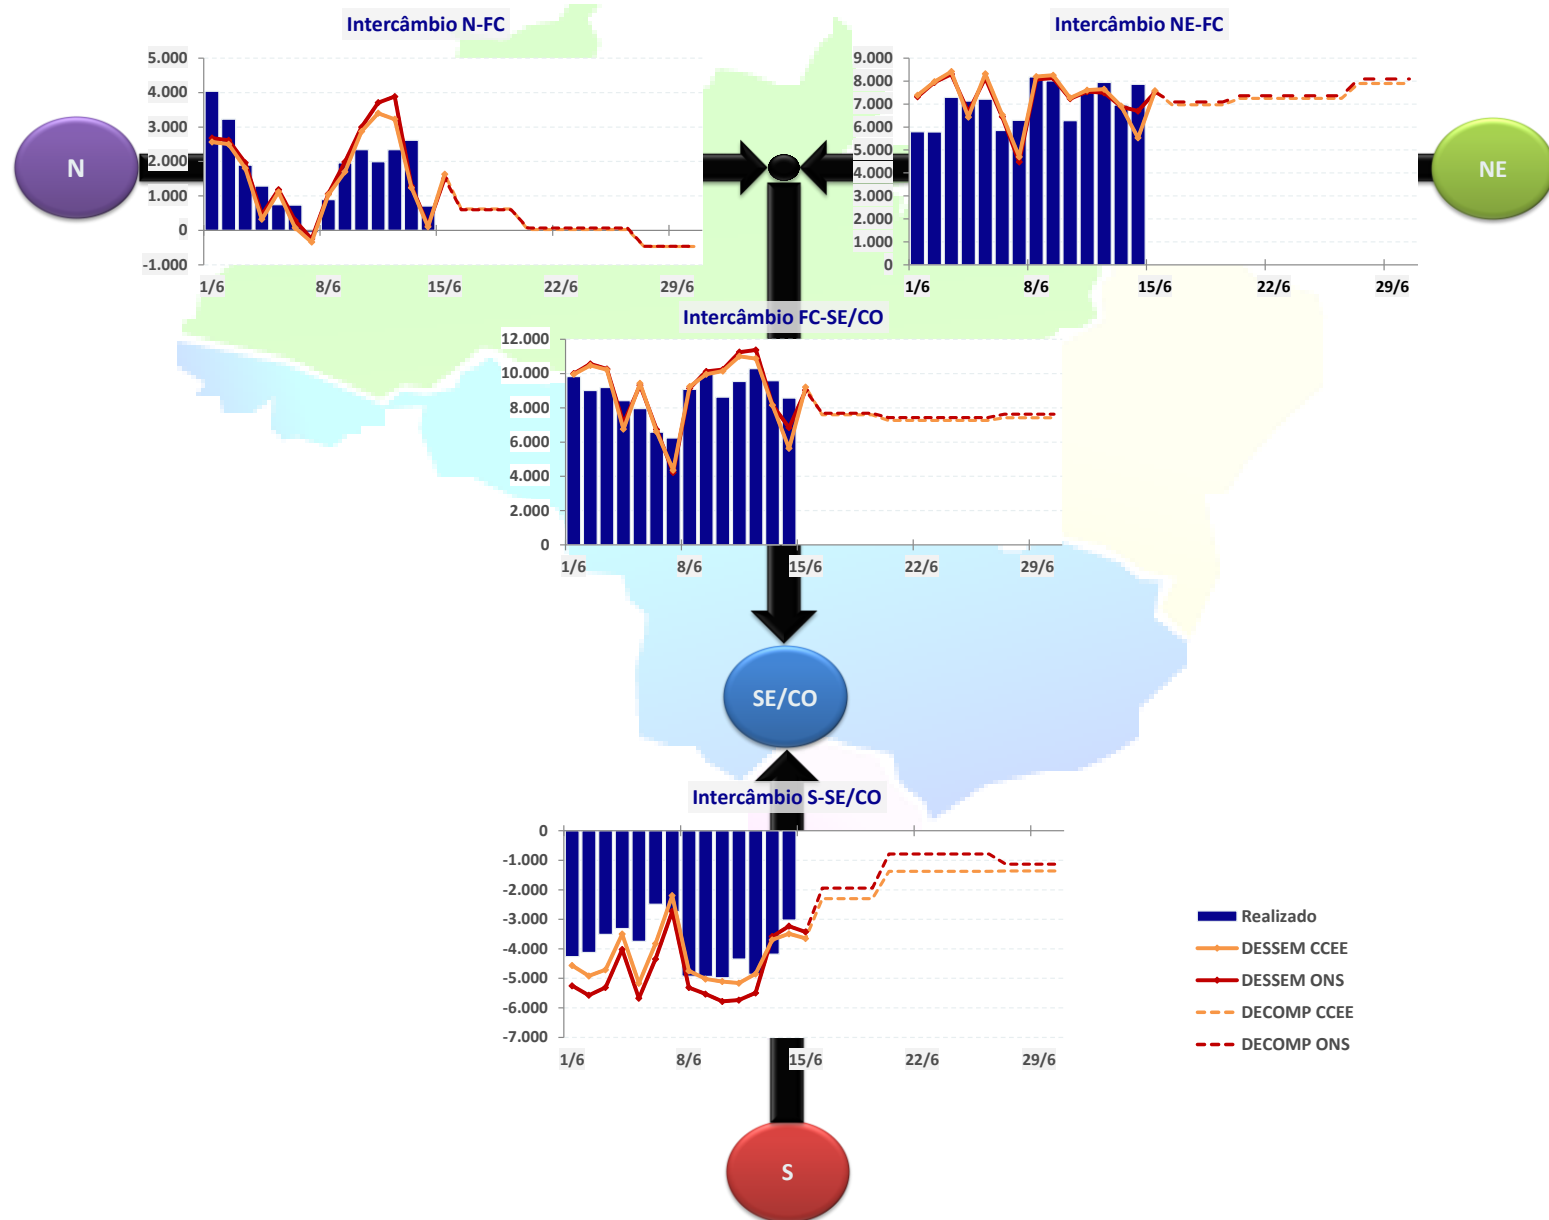 Intercâmbio N-FC
5.000
4.000
3.000
2.000
1.000
0
-1.000
1/6 8/6 15/6 22/6 29/6
Intercâmbio NE-FC
9.000
8.000
7.000
6.000
5.000
4.000
3.000
2.000
1.000
0
1/6 8/6 15/6 22/6 29/6
N
NE
Intercâmbio FC-SE/CO
12.000
10.000
8.000
6.000
4.000
2.000
0
1/6 8/6 15/6 22/6 29/6
SE/CO
Intercâmbio S-SE/CO
0
-1.000
-2.000
-3.000
-4.000
-5.000
-6.000
-7.000
1/6 8/6 15/6 22/6 29/6
Realizado
DESSEM CCEE
DESSEM ONS
DECOMP CCEE
DECOMP ONS
S